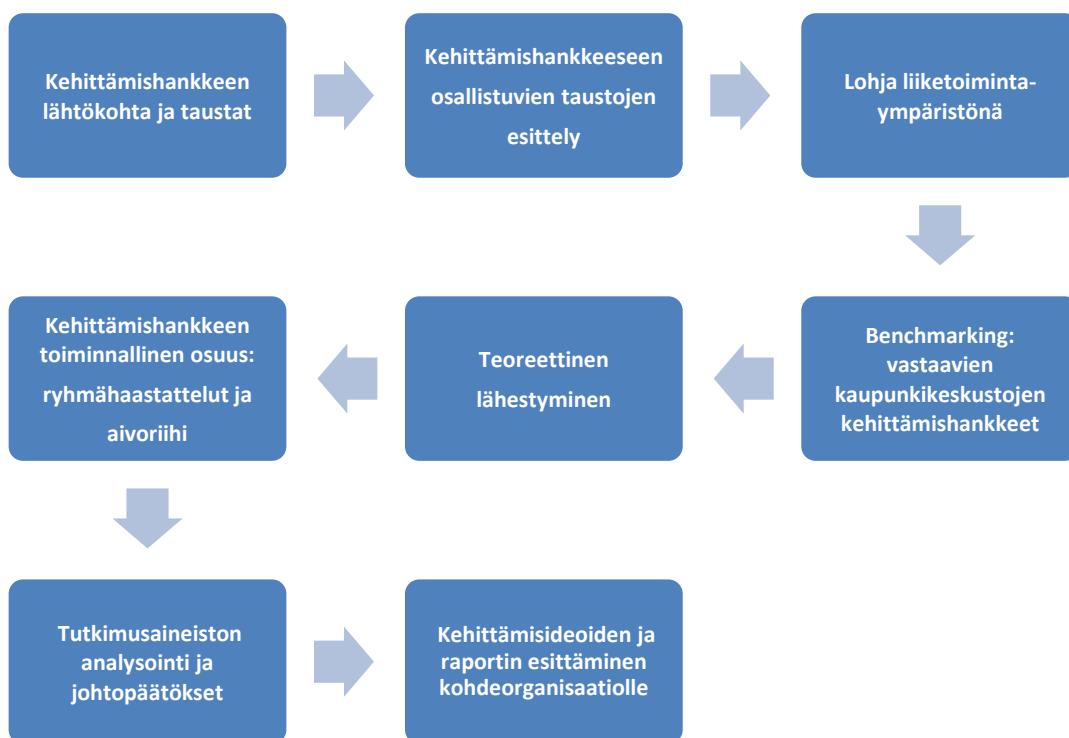 Kehittämishankkeen
lähtökohta ja taustat
Kehittämishankkeeseen
osallistuvien taustojen
esittely
Lohja liiketoiminta-
ympäristönä
Benchmarking:
vastaavien
kaupunkikeskustojen
kehittämishankkeet
Teoreettinen
lähestyminen
Kehittämishankkeen
toiminnallinen osuus:
ryhmähaastattelut ja
aivoriihi
Tutkimusaineiston
analysointi ja
johtopäätökset
Kehittämisideoiden ja
raportin esittäminen
kohdeorganisaatiolle